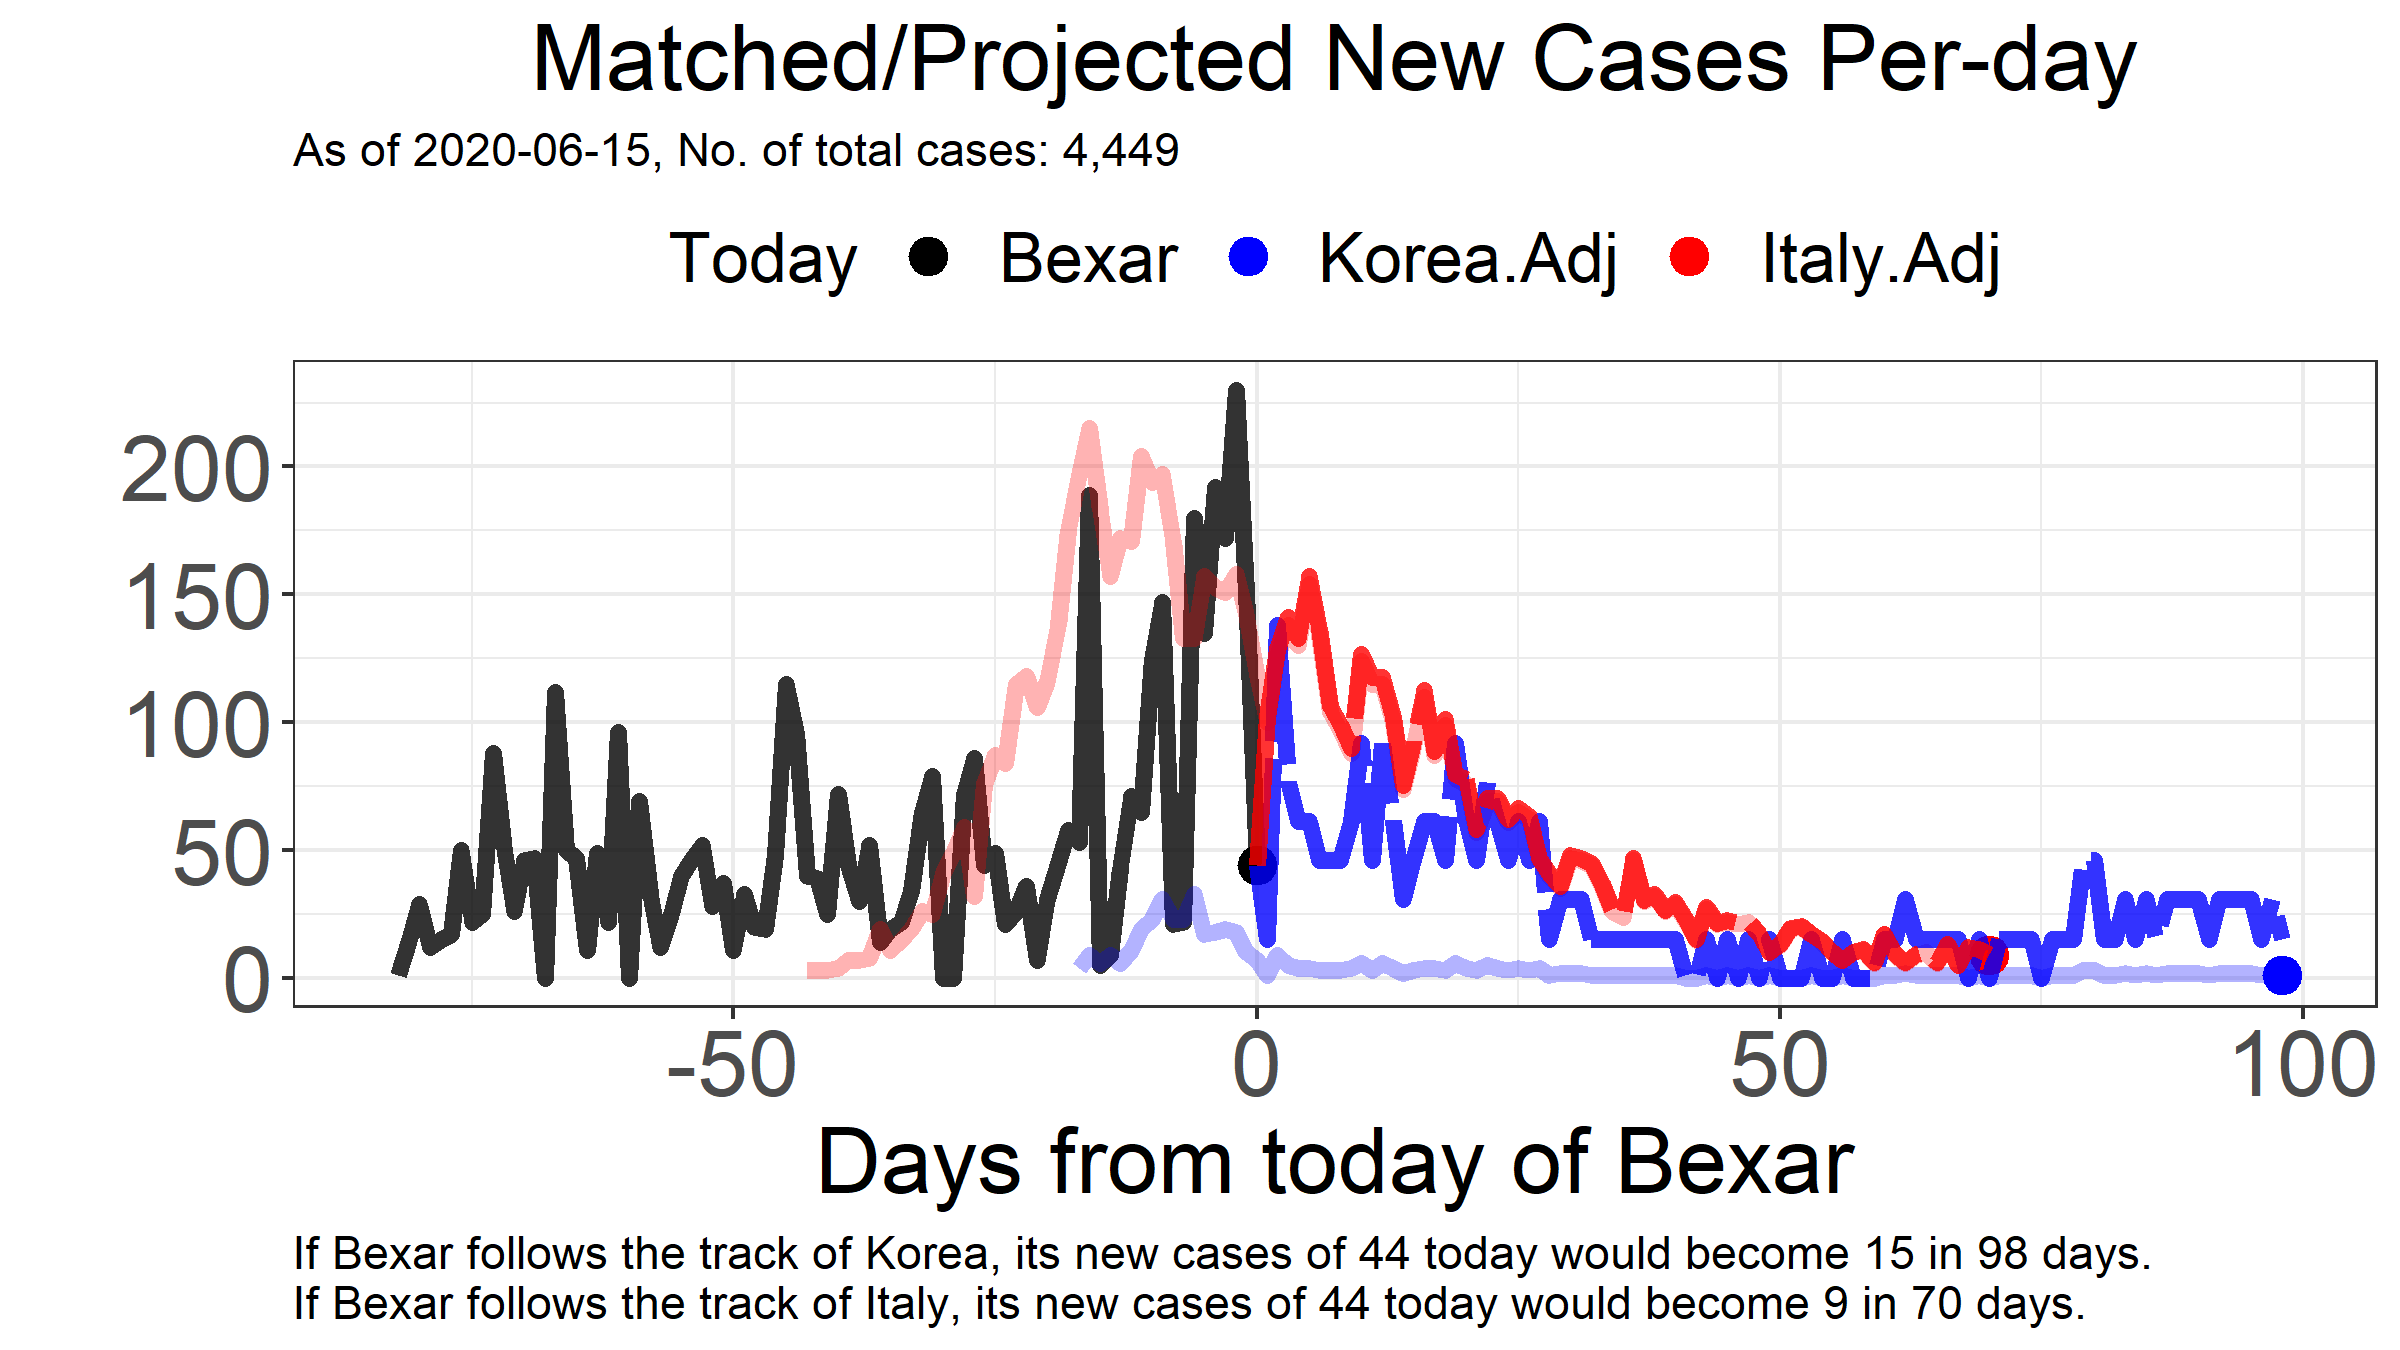 Matched/Projected New Cases Per-day
As of 2020-06-15, No. of total cases: 4,449
Today Bexar Korea.Adj Italy.Adj
200
150
100
50
0
-50 0 50 100
Days from today of Bexar
If Bexar follows the track of Korea, its new cases of 44 today would become 15 in 98 days.
If Bexar follows the track of Italy, its new cases of 44 today would become 9 in 70 days.